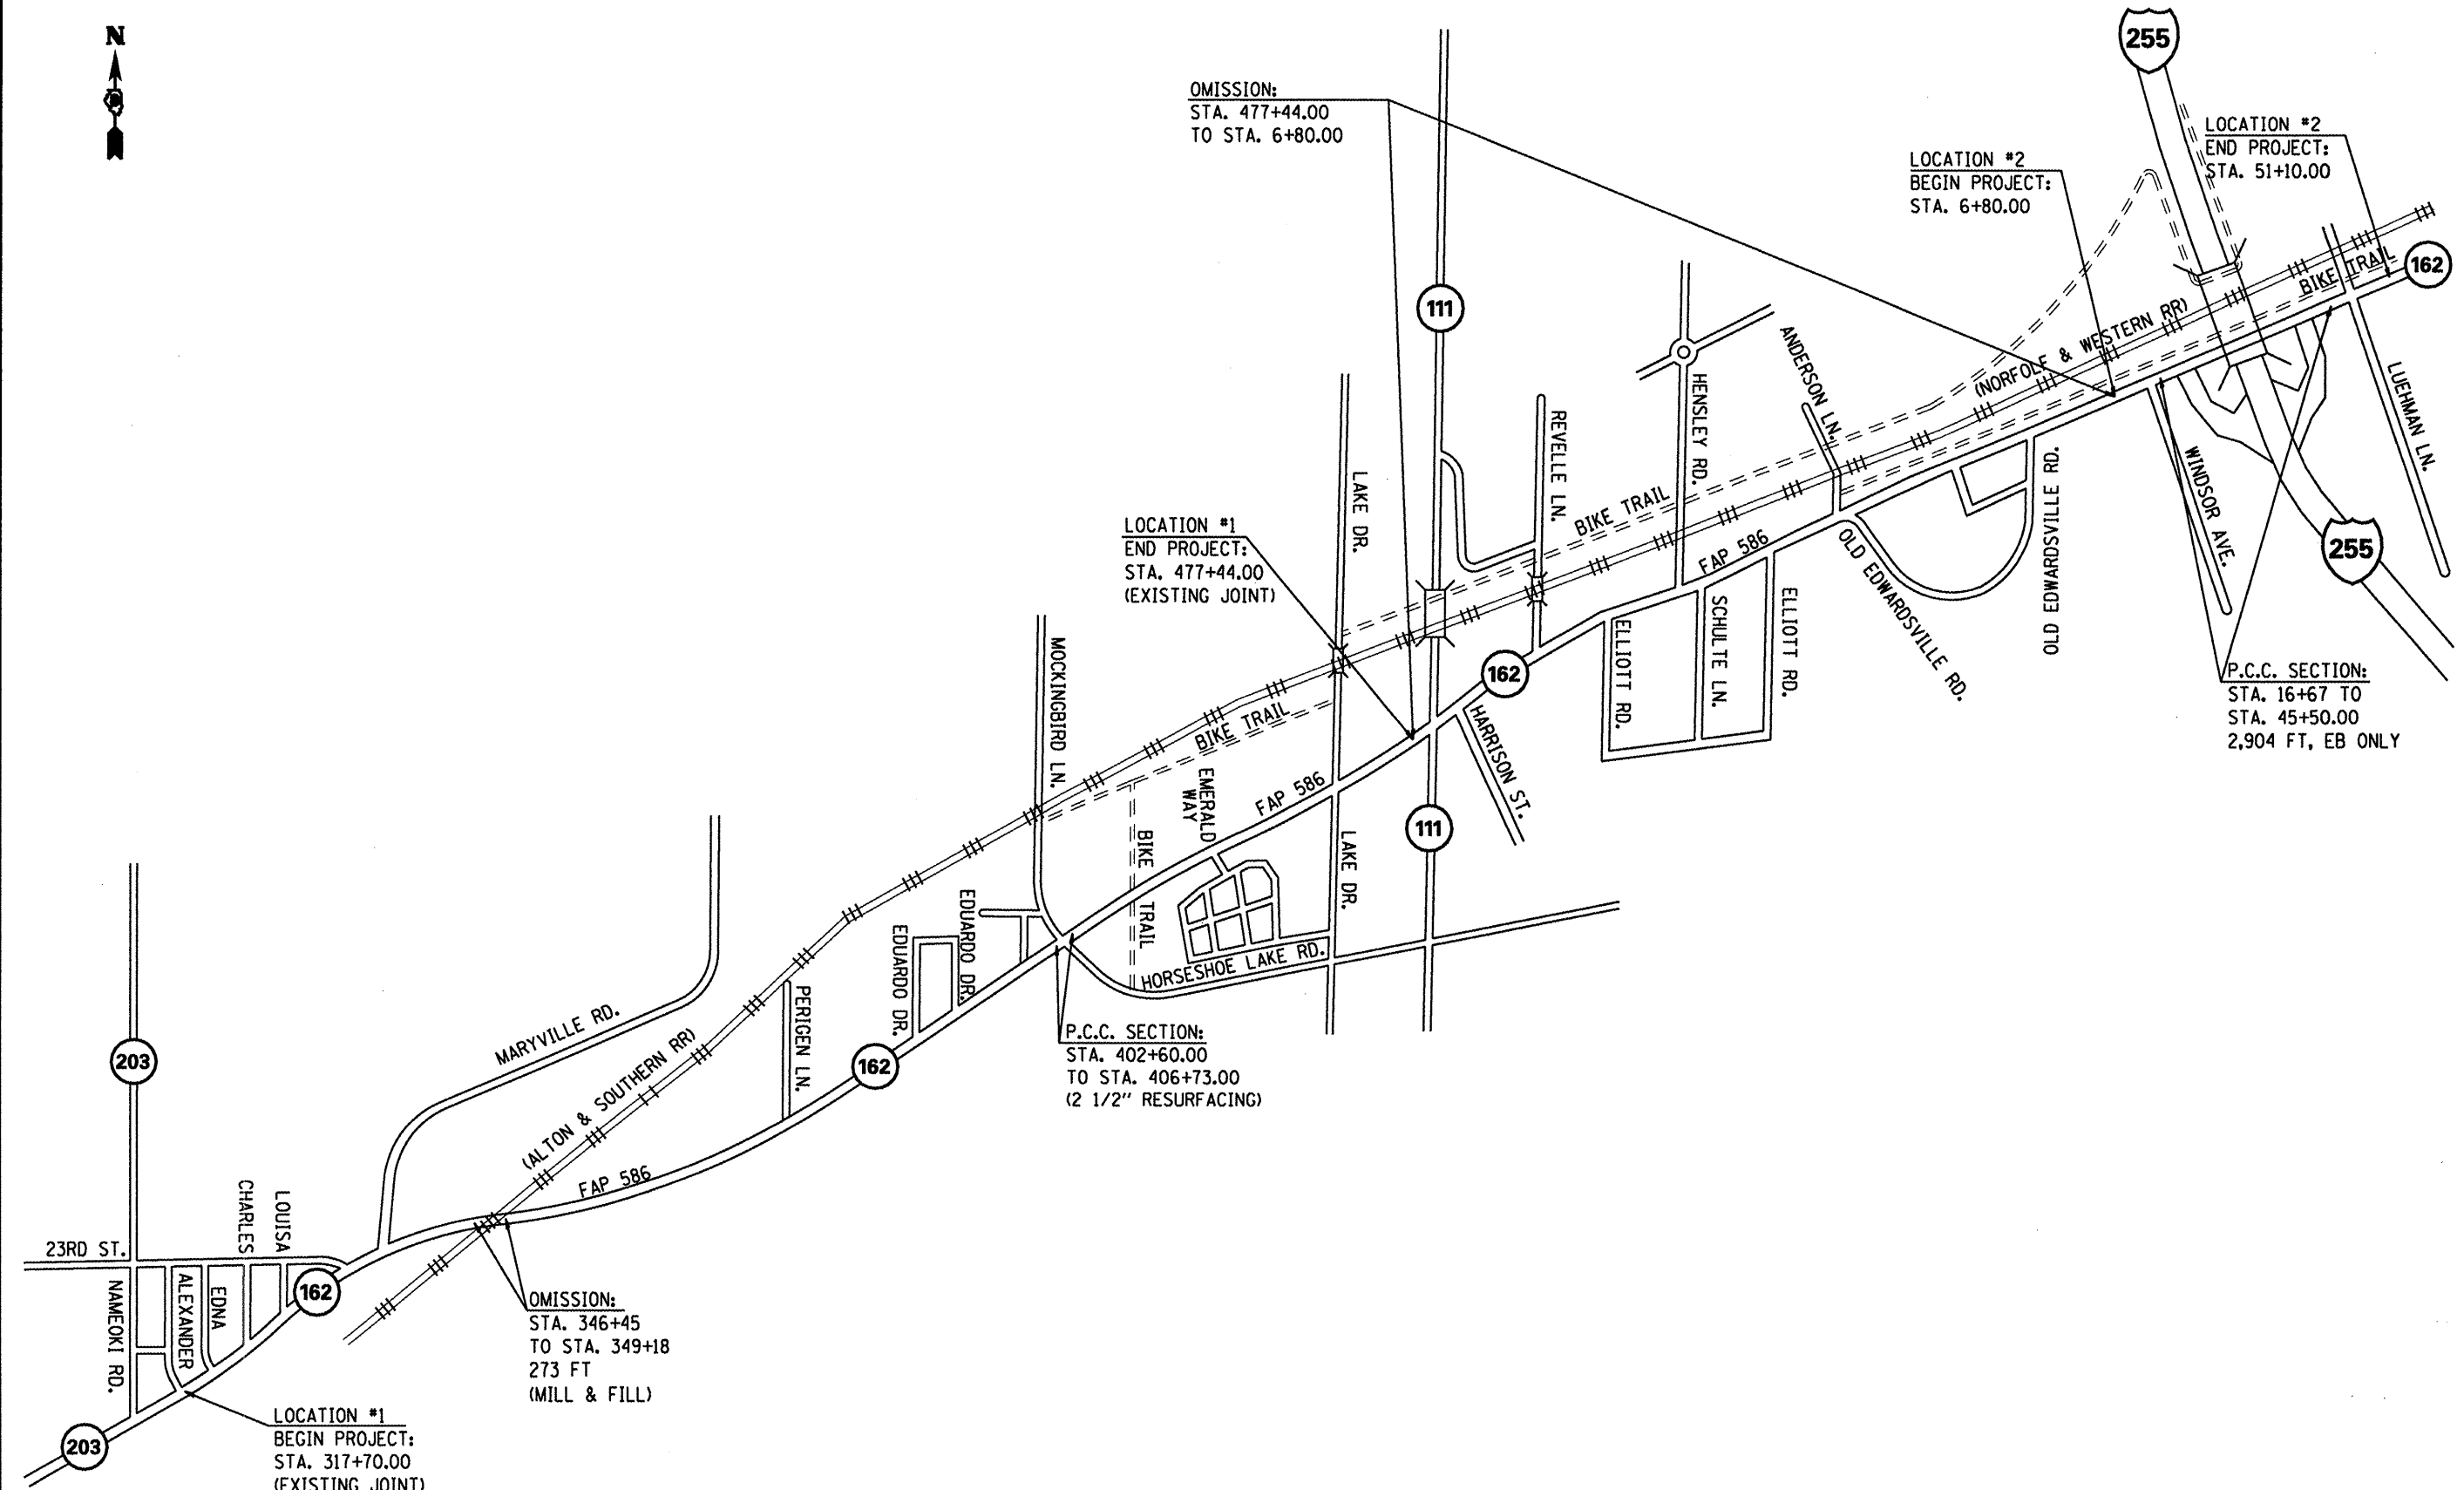 N
255
OMISSION:
STA. 477+44.00
TO STA. 6+80.00
LOCATION #2
END PROJECT:
STA. 51+10.00
LOCATION #2
BEGIN PROJECT:
STA. 6+80.00
162
BIKE TRAIL
(NORFOLK & WESTERN RR)
111
ANDERSON LN.
HENSLEY RD.
LUEHMAN LN.
REVELLE LN.
LAKE DR.
WINDSOR AVE.
OLD EDWARDSVILLE RD.
BIKE TRAIL
255
LOCATION #1
END PROJECT:
STA. 477+44.00
(EXISTING JOINT)
FAP 586
OLD EDWARDSVILLE RD.
ELLIOTT RD.
SCHULTE LN.
ELLIOTT RD.
162
MOCKINGBIRD LN.
P.C.C. SECTION:
STA. 16+67 TO
STA. 45+50.00
2,904 FT, EB ONLY
BIKE TRAIL
HARRISON ST.
EMERALD
WAY
FAP 586
111
BIKE TRAIL
LAKE DR.
EDUARDO DR.
EDUARDO DR.
HORSESHOE LAKE RD.
PERIGEN LN.
MARYVILLE RD.
P.C.C. SECTION:
STA. 402+60.00
TO STA. 406+73.00
(2 1/2" RESURFACING)
203
162
(ALTON & SOUTHERN RR)
FAP 586
CHARLES
LOUISA
23RD ST.
NAMEOKI RD.
ALEXANDER
EDNA
162
OMISSION:
STA. 346+45
TO STA. 349+18
273 FT
(MILL & FILL)
LOCATION #1
BEGIN PROJECT:
STA. 317+70.00
(EXISTING JOINT)
203